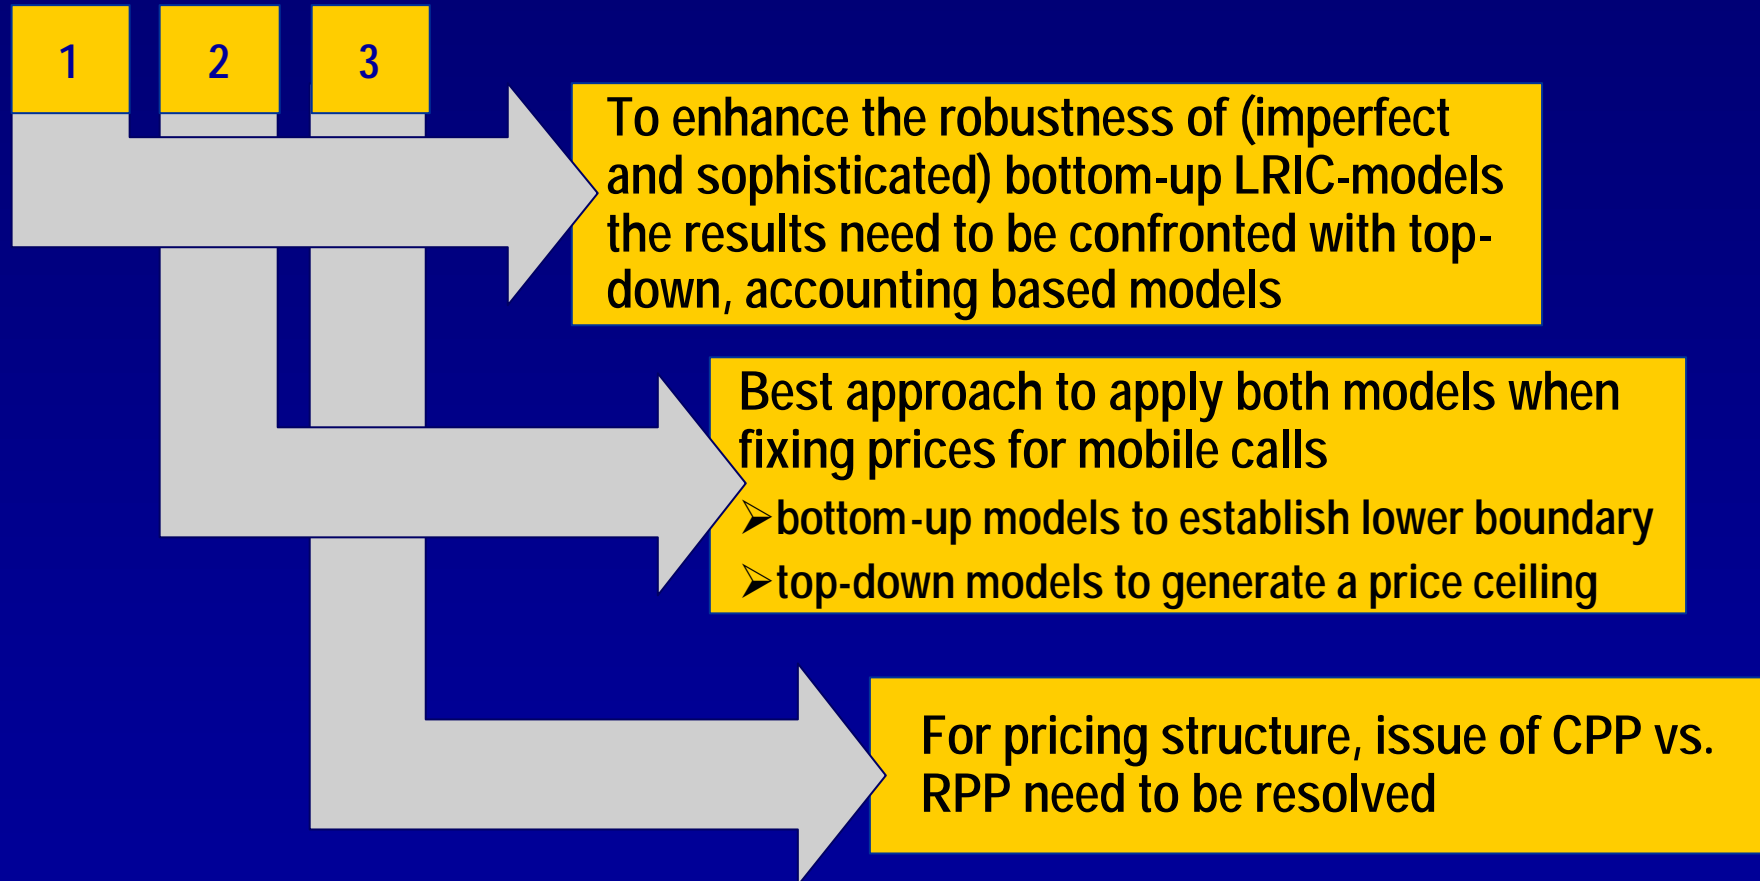 1 2 3
To enhance the robustness of (imperfect
and sophisticated) bottom-up LRIC-models
the results need to be confronted with top-
down, accounting based models
Best approach to apply both models when
fixing prices for mobile calls
➢bottom-up models to establish lower boundary
➢top-down models to generate a price ceiling
For pricing structure, issue of CPP vs.
RPP need to be resolved